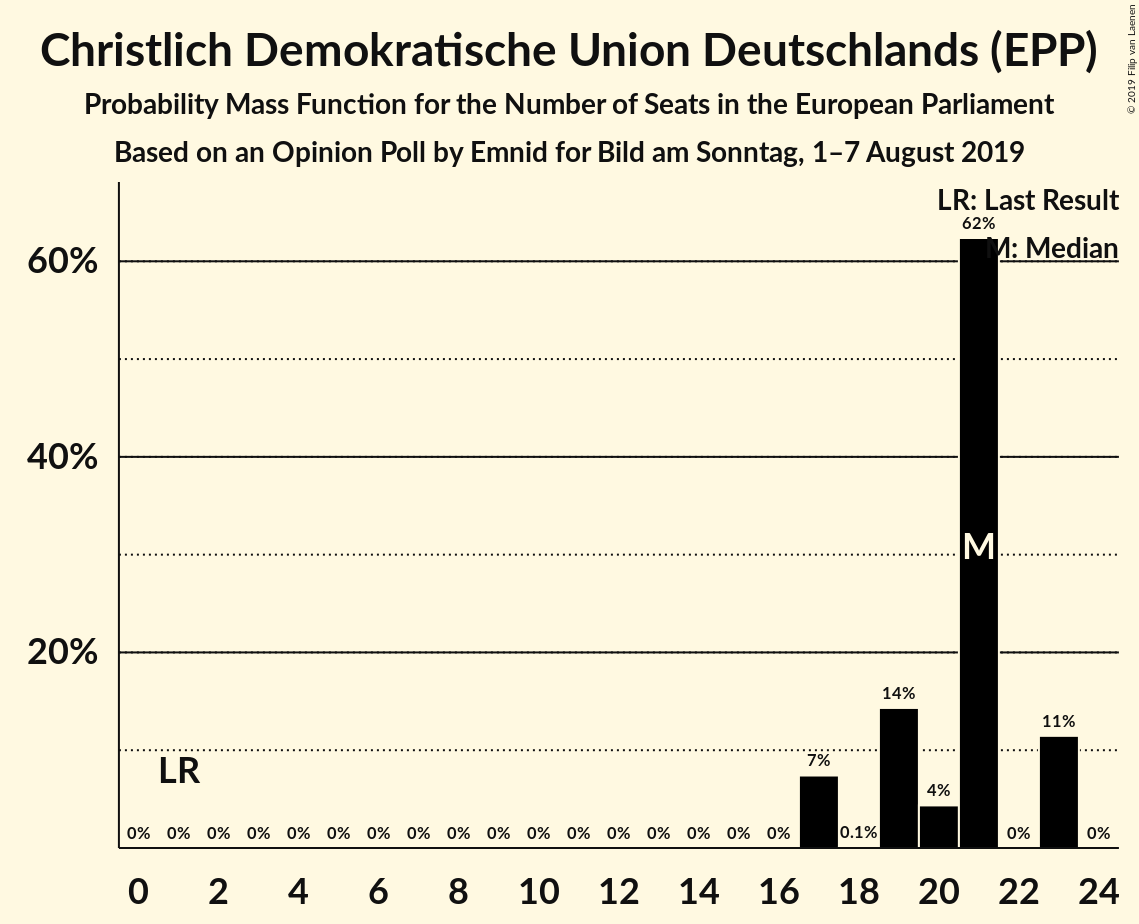 Christlich Demokratische Union Deutschlands (EPP)
Probability Mass Function for the Number of Seats in the European Parliament
Based on an Opinion Poll by Emnid for Bild am Sonntag, 1–7 August 2019
© 2019 Filip van Laenen
LR: Last Result
M: Median
60%
40%
20%
62%
M
14%
11%
7%
4%
LR
0% 0% 0% 0% 0% 0% 0% 0% 0% 0% 0% 0% 0% 0% 0% 0% 0% 0.1% 0% 0%
0 2 4 6 8 10 12 14 16 18 20 22 24